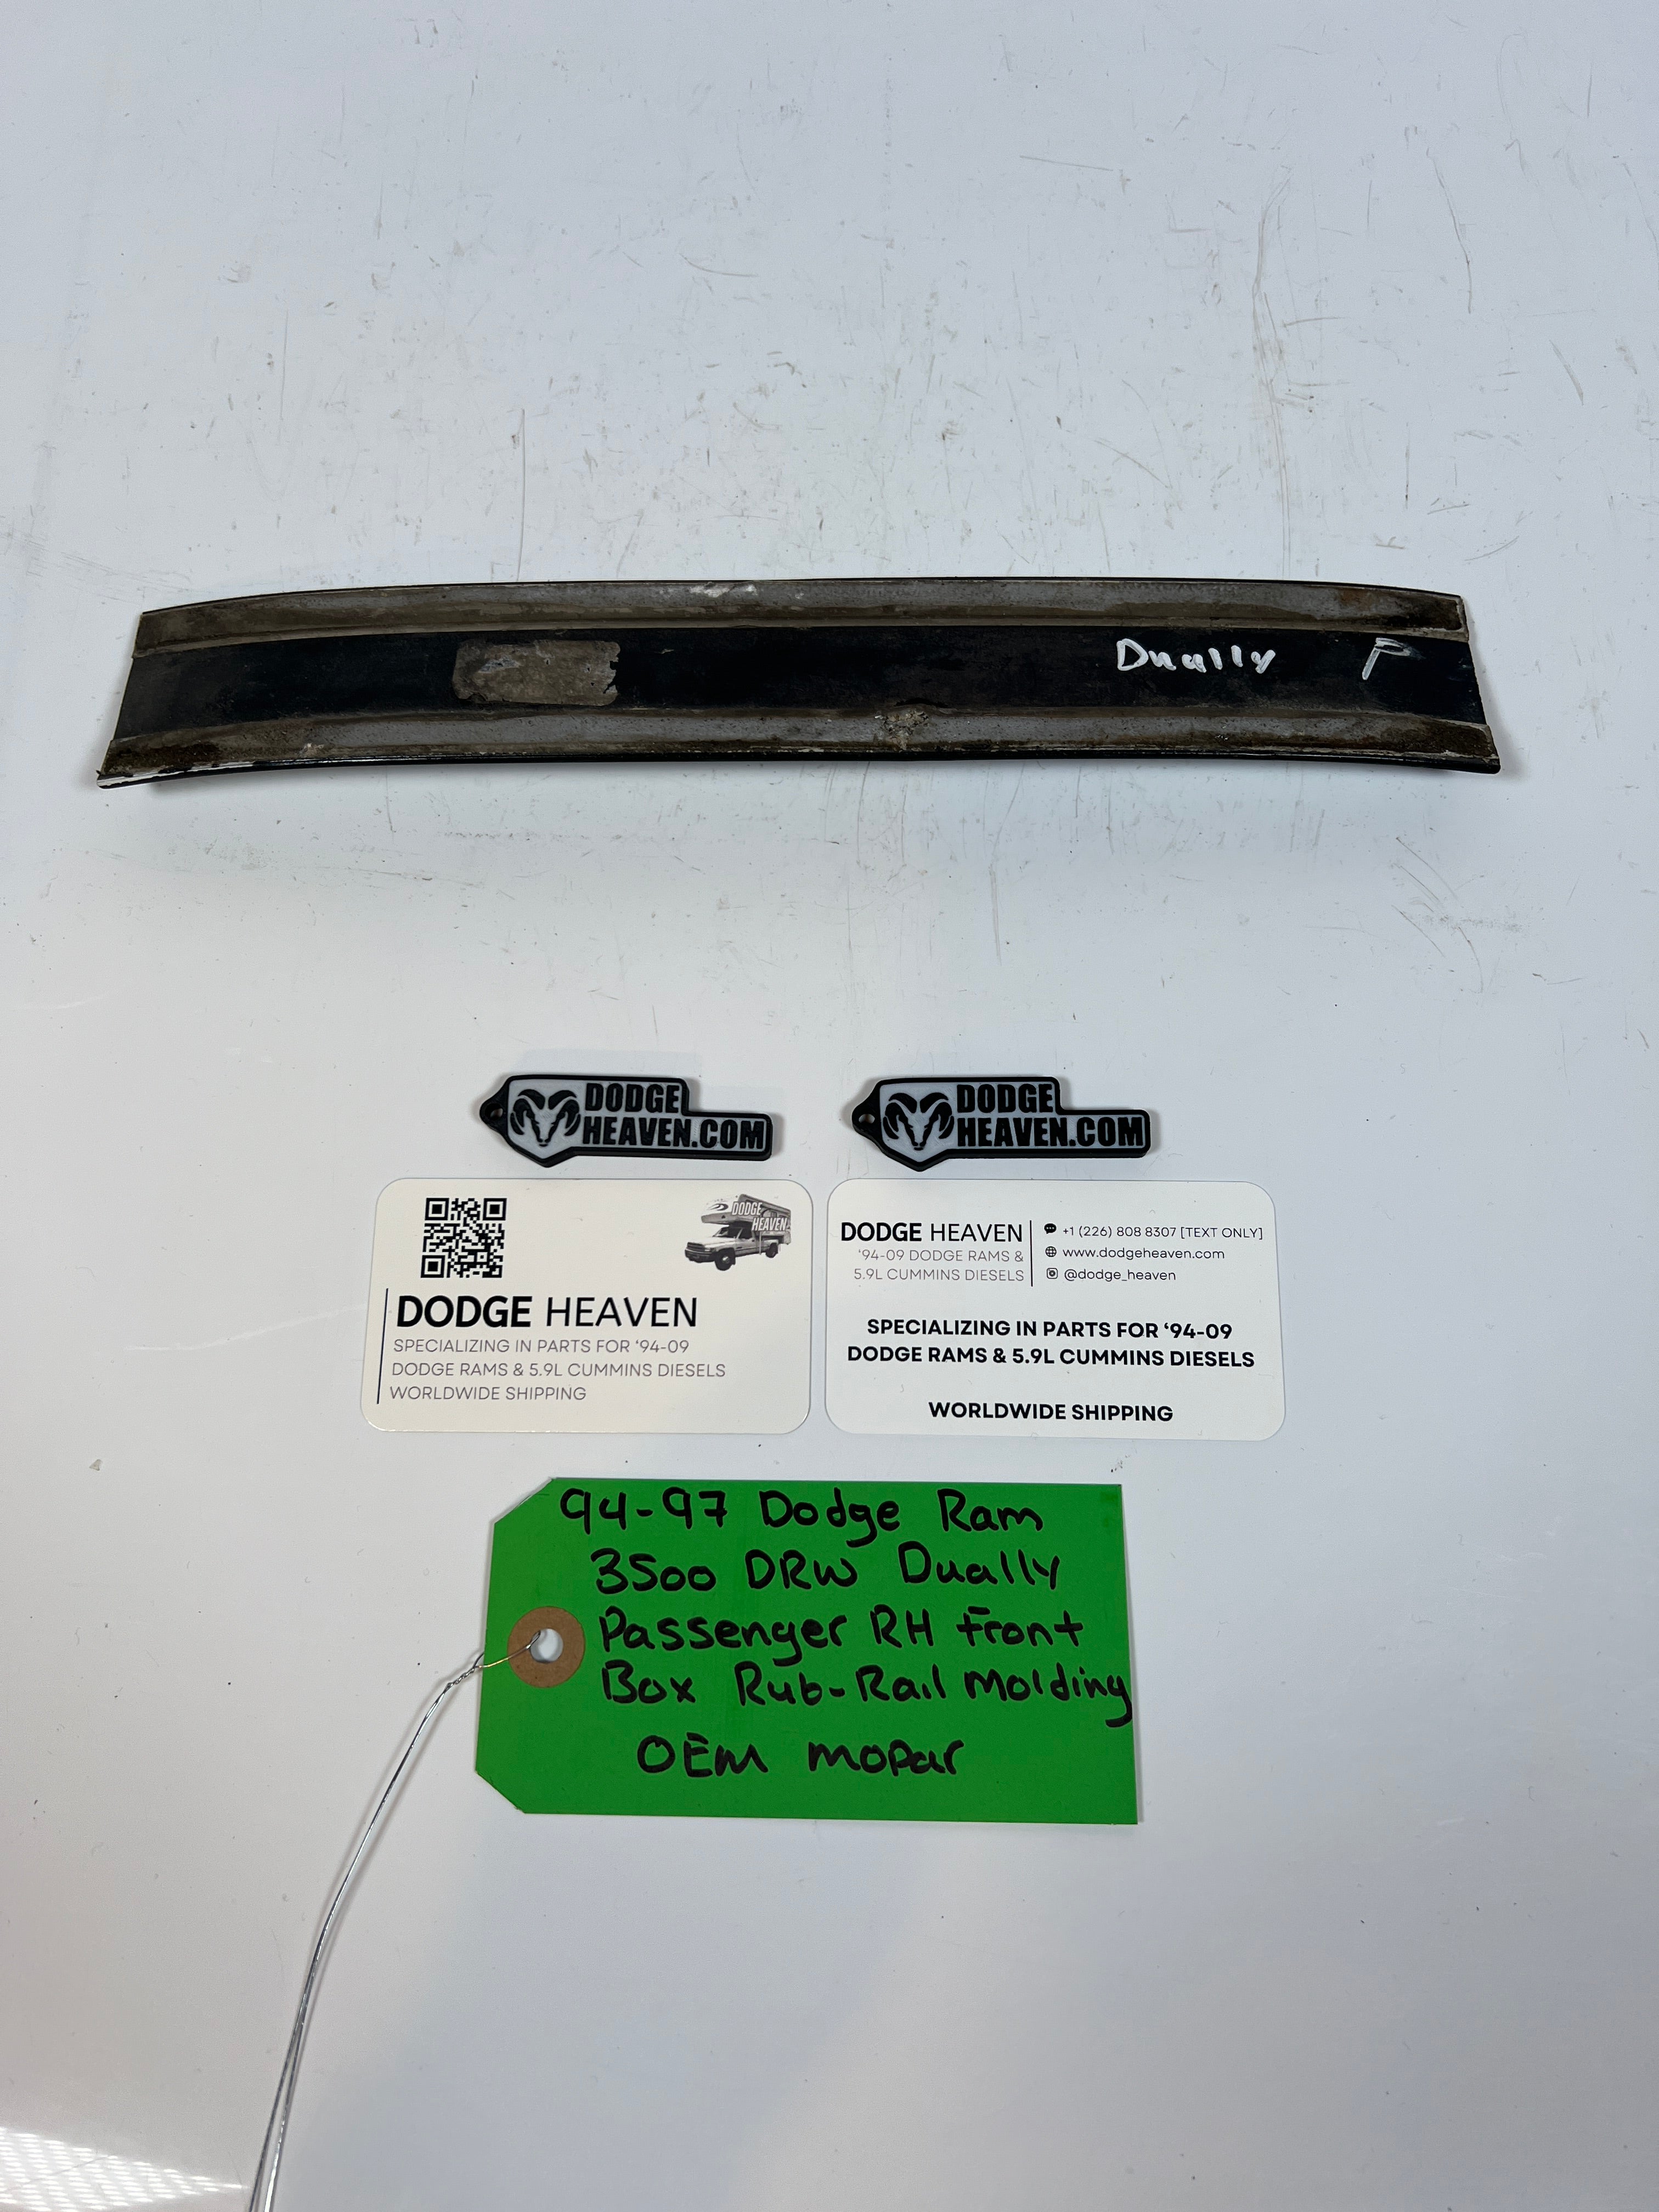 Dually P
DODGE
HEAVEN.COM
DODGE
HEAVEN.COM
DODGE
HEAVEN
DODGE HEAVEN
SPECIALIZING IN PARTS FOR ‘94-09
DODGE RAMS & 5.9L CUMMINS DIESELS
WORLDWIDE SHIPPING
DODGE HEAVEN
‘94-09 DODGE RAMS &
5.9L CUMMINS DIESELS
+1 (226) 808 8307 [TEXT ONLY]
www.dodgeheaven.com
@dodge_heaven
SPECIALIZING IN PARTS FOR ‘94-09
DODGE RAMS & 5.9L CUMMINS DIESELS
WORLDWIDE SHIPPING
94-97 Dodge Ram
3500 DRW Dually
Passenger RH Front
Box Rub-Rail Molding
OEM Mopar